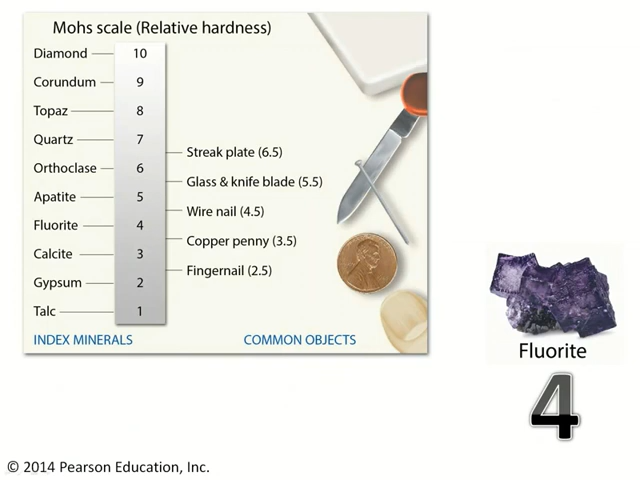 Mohs scale (Relative hardness)
Diamond 10
Corundum 9
Topaz 8
Quartz 7
Streak plate (6.5)
Orthoclase 6
Glass & knife blade (5.5)
Apatite 5
Wire nail (4.5)
Fluorite 4
Copper penny (3.5)
Calcite 3
Fingernail (2.5)
Gypsum 2
Talc 1
INDEX MINERALS COMMON OBJECTS
Fluorite
4
© 2014 Pearson Education, Inc.